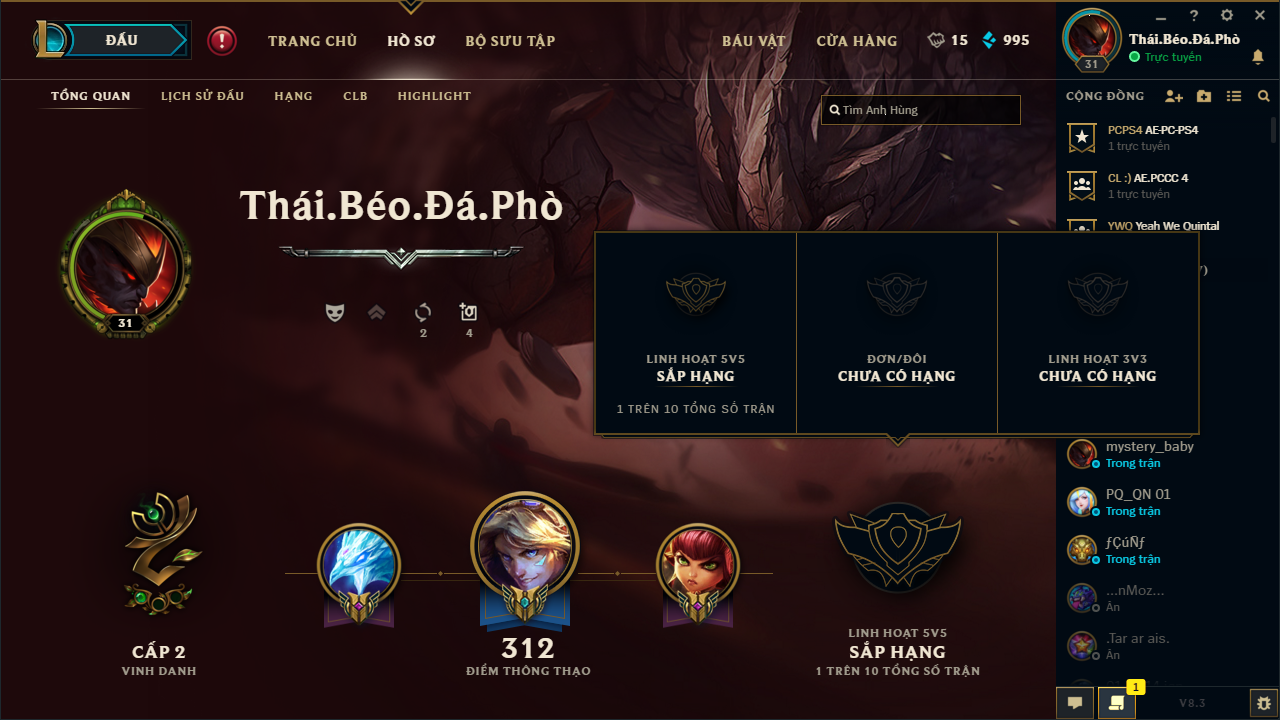 ĐẤU
TRANG CHỦ
HỒ SƠ
BỘ SƯU TẬP
BÁU VẬT
CỬA HÀNG
15
995
?
31
Thái.Béo.Đá.Phò
Trực tuyến
TỔNG QUAN
LỊCH SỬ ĐẤU
HẠNG
CLB
HIGHLIGHT
Tìm Anh Hùng
CỘNG ĐỒNG
PCPS4 AE-PC-PS4
1 trực tuyến
CL :) AE.PCCC 4
1 trực tuyến
YWQ Yeah We Quintal
Thái.Béo.Đá.Phò
31
2
4
LINH HOẠT 5V5
SẮP HẠNG
1 TRÊN 10 TỔNG SỐ TRẬN
ĐƠN/ĐÔI
CHƯA CÓ HẠNG
LINH HOẠT 3V3
CHƯA CÓ HẠNG
mystery_baby
Trong trận
PQ_QN 01
Trong trận
ƒÇúÑƒ
Trong trận
...nMoz...
Ẩn
.Tar ar ais.
Ẩn
CẤP 2
VINH DANH
312
ĐIỂM THÔNG THẠO
LINH HOẠT 5V5
SẮP HẠNG
1 TRÊN 10 TỔNG SỐ TRẬN
1
V8.3